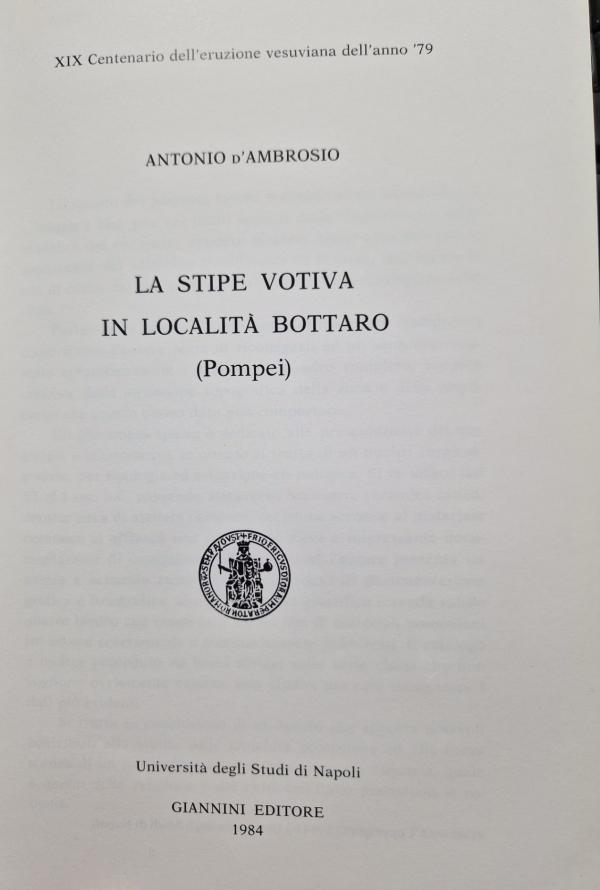 XIX Centenario dell'eruzione vesuviana dell'anno '79
ANTONIO D'AMBROSIO
LA STIPE VOTIVA
IN LOCALITÀ BOTTARO
(Pompei)
Università degli Studi di Napoli
GIANNINI EDITORE
1984